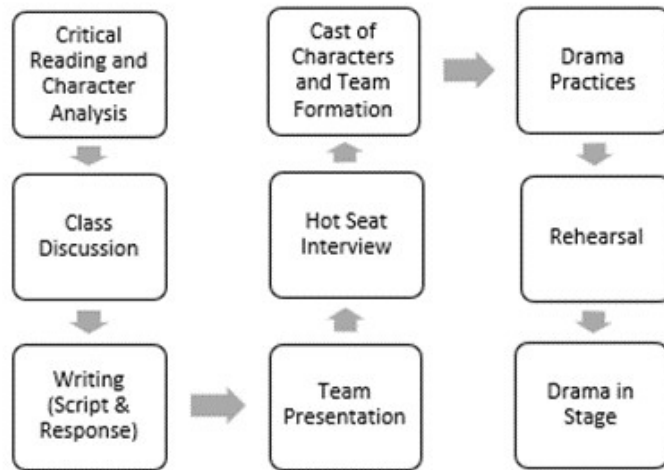 Critical
Reading and
Character
Analysis
Class
Discussion
Writing
(Script &
Response)
Team
Presentation
Hot Seat
Interview
Cast of
Characters
and Team
Formation
Drama
Practices
Rehearsal
Drama in
Stage